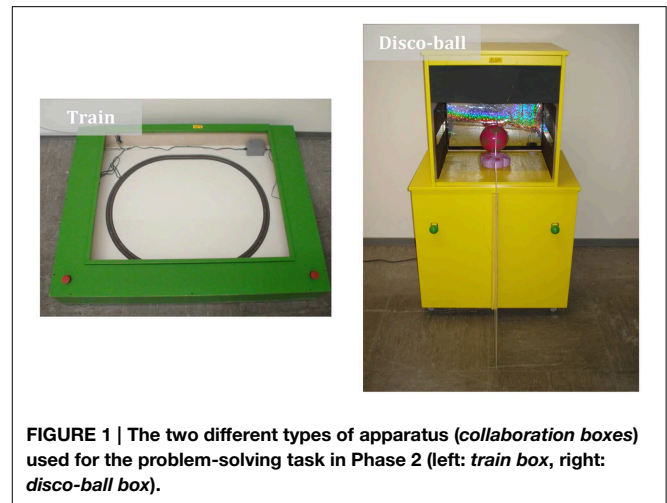 Train
Disco-ball
FIGURE 1 | The two different types of apparatus (collaboration boxes)
used for the problem-solving task in Phase 2 (left: train box, right:
disco-ball box).